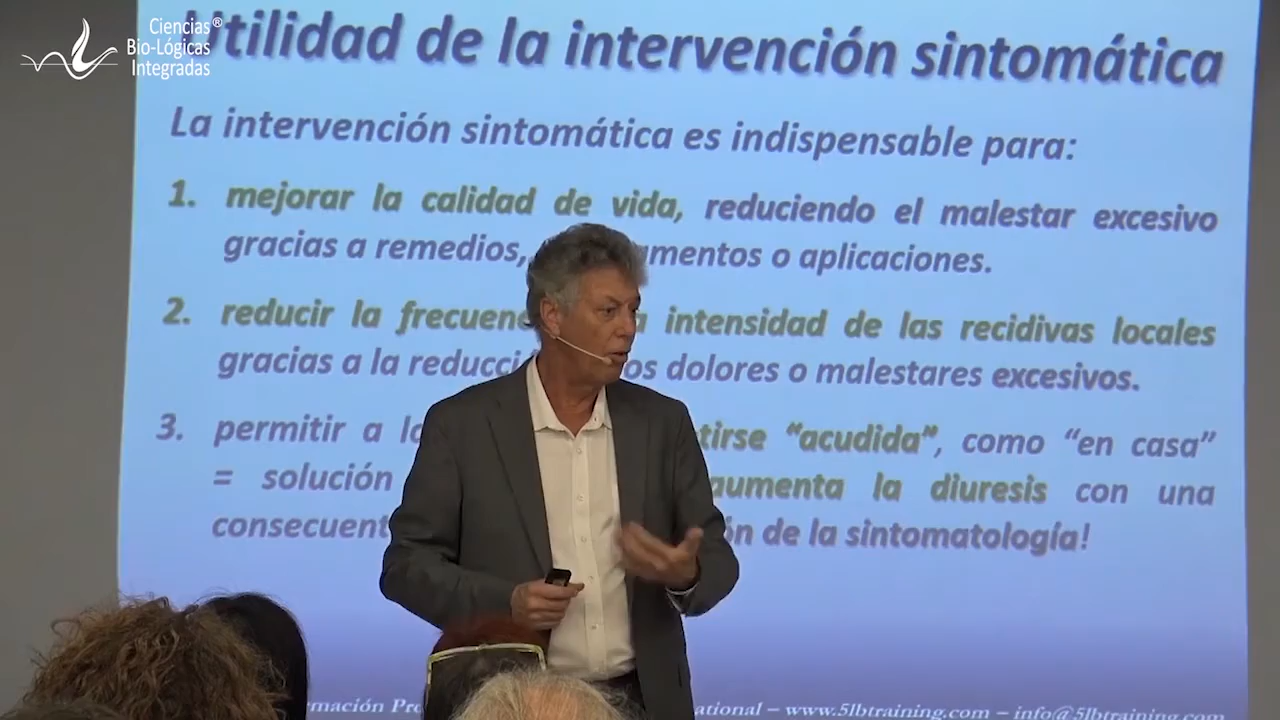 Ciencias®
Bio-Lógicas
Integradas
Utilidad de la intervención sintomática
La intervención sintomática es indispensable para:
1. mejorar la calidad de vida, reduciendo el malestar excesivo
gracias a remedios, amentos o aplicaciones.
2. reducir la frecuen a intensidad de las recidivas locales
gracias a la reducci os dolores o malestares excesivos.
3. permitir a la tirse “acudida”, como “en casa”
= solución aumenta la diuresis con una
consecuent ón de la sintomatología!
rmación Pro ational – www.5lbtraining.com – info@5lbtraining.com